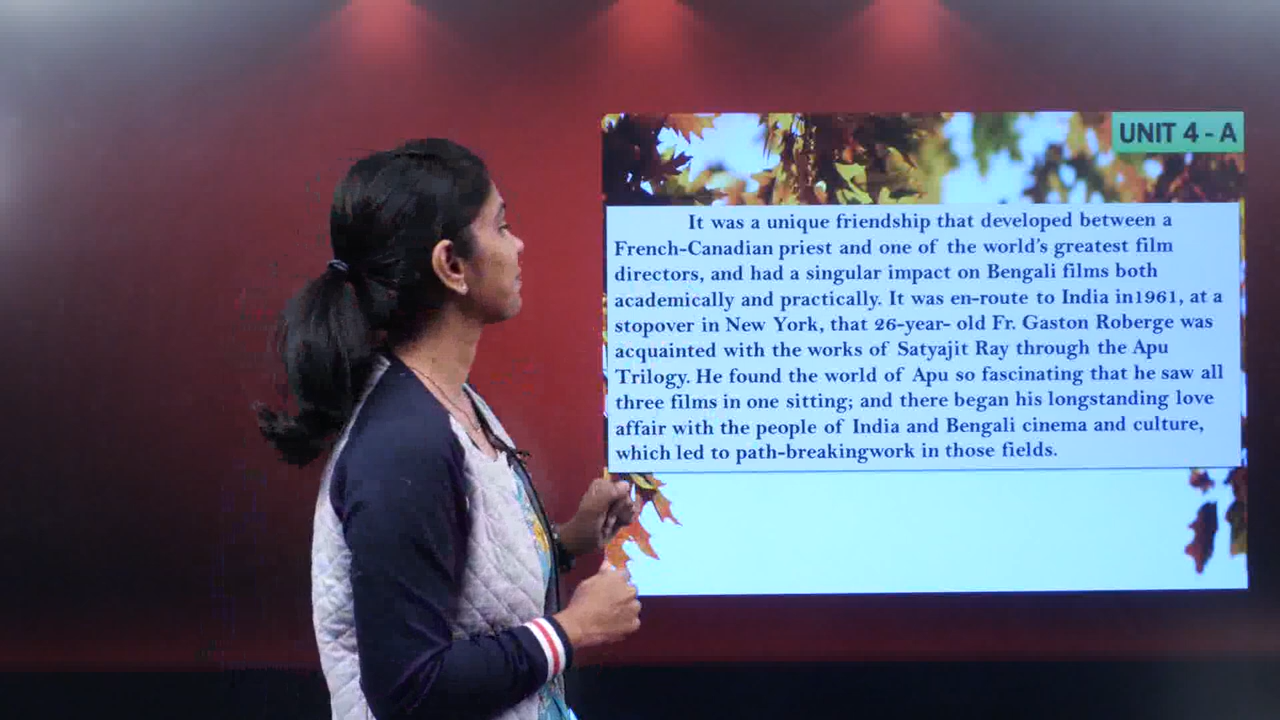 UNIT 4 - A
It was a unique friendship that developed between a
French-Canadian priest and one of the world's greatest film
directors, and had a singular impact on Bengali films both
academically and practically. It was en-route to India in1961, at a
stopover in New York, that 26-year- old Fr. Gaston Roberge was
acquainted with the works of Satyajit Ray through the Apu
Trilogy. He found the world of Apu so fascinating that he saw all
three films in one sitting; and there began his longstanding love
affair with the people of India and Bengali cinema and culture,
which led to path-breakingwork in those fields.